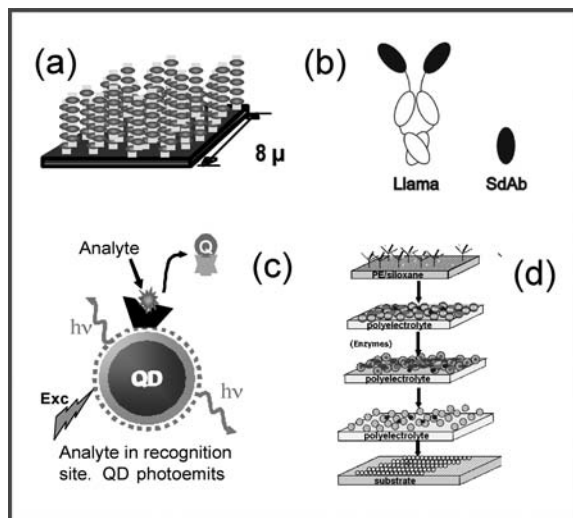 (a)
8 μ
(b)
Llama
SdAb
Analyte
Q
(c)
hν
QD
hν
Exc
Analyte in recognition
site. QD photoemits
(d)
PE/siloxane
polyelectrolyte
(Enzymes)
polyelectrolyte
polyelectrolyte
substrate